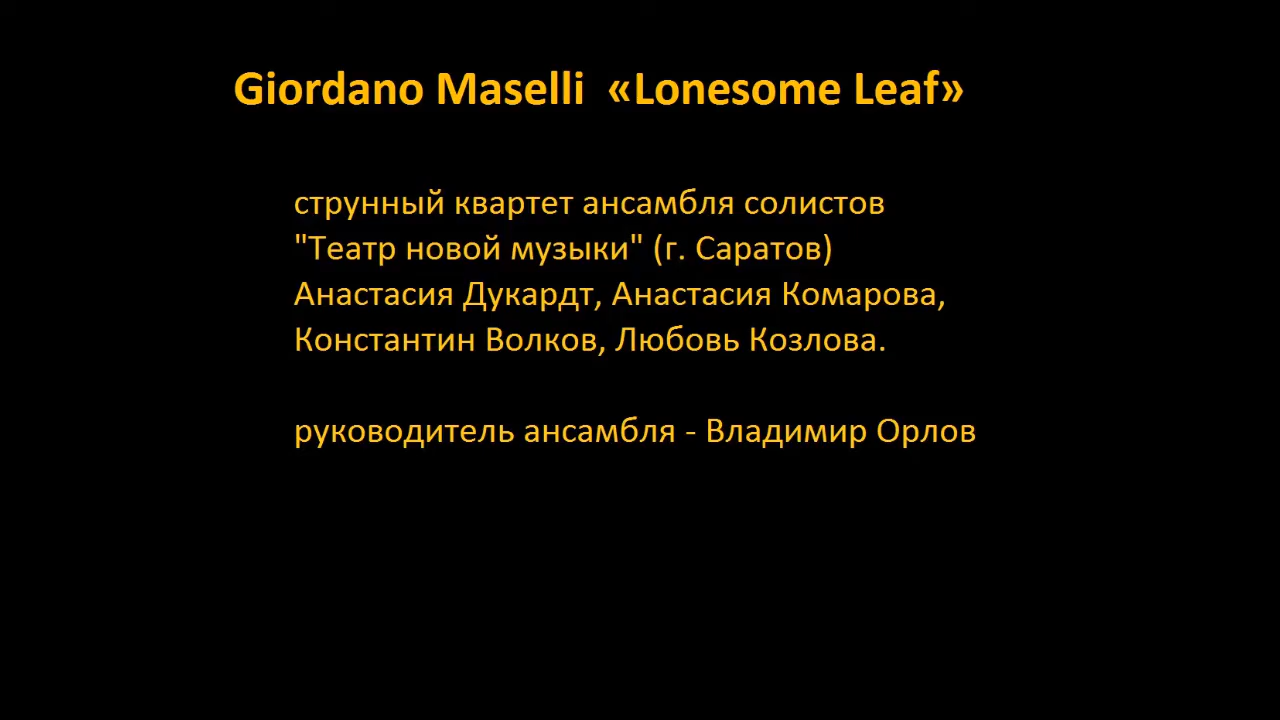 Giordano Maselli «Lonesome Leaf»
струнный квартет ансамбля солистов
"Театр новой музыки" (г. Саратов)
Анастасия Дукардт, Анастасия Комарова,
Константин Волков, Любовь Козлова.
руководитель ансамбля - Владимир Орлов